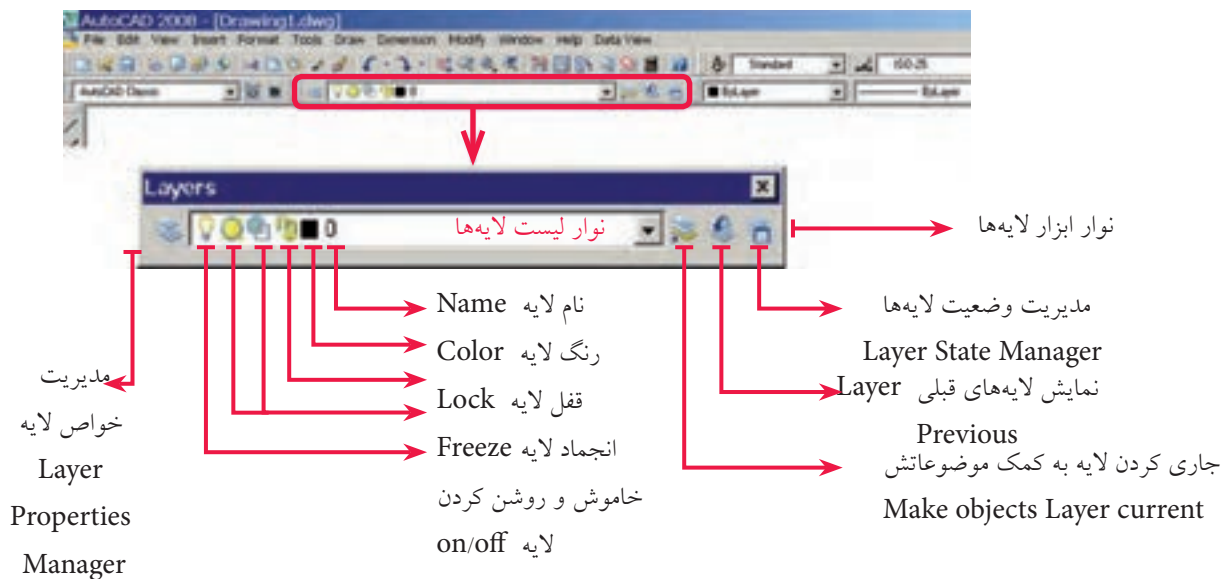 AutoCAD 2008 - [Drawing1.dwg]
File Edit View Insert Format Tools Draw Dimension Modify Window Help Data View
Standard ISO-25
AutoCAD Classic 0 ByLayer ByLayer
Layers
0 نوار لیست لایه‌ها
نوار ابزار لایه‌ها
نام لایه Name
رنگ لایه Color
قفل لایه Lock
انجماد لایه Freeze
خاموش و روشن کردن
لایه on/off
مدیریت
خواص لایه
Layer
Properties
Manager
مدیریت وضعیت لایه‌ها
Layer State Manager
نمایش لایه‌های قبلی Layer
Previous
جاری کردن لایه به کمک موضوعاتش
Make objects Layer current